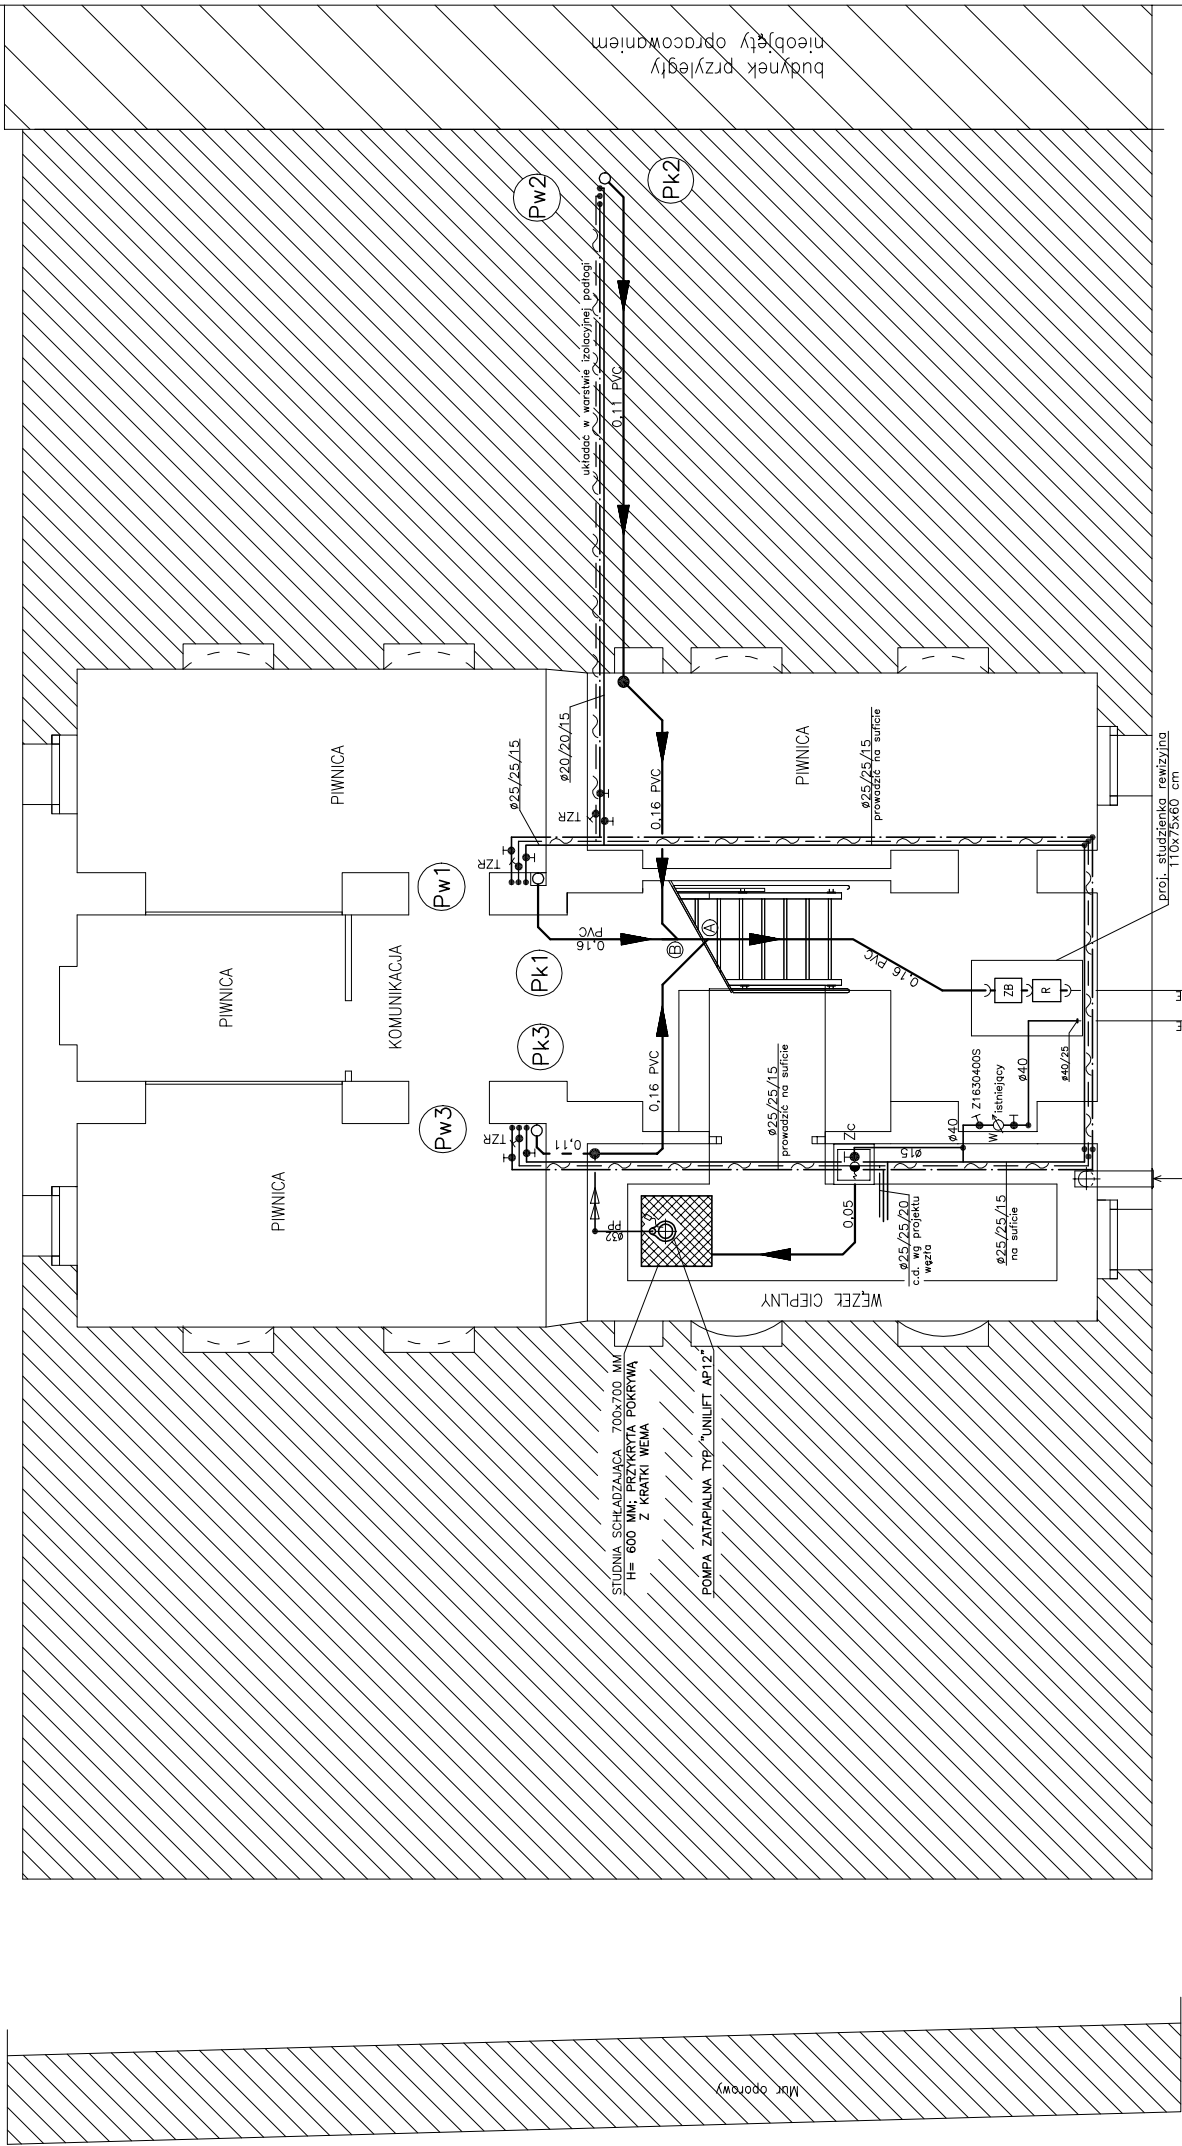 budynek przyległy
nieobjęty opracowaniem
Pw2
Pk2
układać w warstwie izolacyjnej podłogi
0,11 PVC
PIWNICA
ø25/25/15
ø20/20/15
TZR
TZR
0,16 PVC
PIWNICA
ø25/25/15
prowadzić na suficie
proj. studzienka rewizyjna
110x75x60 cm
Pw1
0,16
PVC
B
A
Pk1
PIWNICA
KOMUNIKACJA
0,16 PVC
ZB
R
Pk3
Pw3
0,16 PVC
ø25/25/15
prowadzić na suficie
Z1630400S
istniejący
W
ø40
ø40/25
ø40
Zc
ø15
TZR
0,11
PIWNICA
ø32
PP
0,05
ø25/25/20
c.d. wg projektu
węzła
ø25/25/15
na suficie
WĘZEŁ CIEPLNY
STUDNIA SCHŁADZAJĄCA 700x700 MM
H= 600 MM; PRZYKRYTA POKRYWĄ
Z KRATKI WEMA
POMPA ZATAPIALNA TYP "UNILIFT AP12"
Mur oporowy